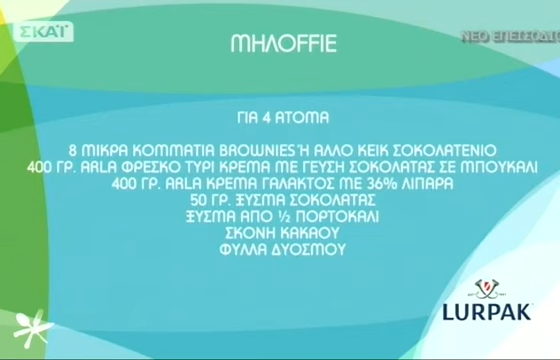 ΣΚΑΪ
ΝΕΟ ΕΠΕΙΣΟΔΙΟ
ΜΗΛOFFIE
ΓΙΑ 4 ΑΤΟΜΑ
8 ΜΙΚΡΑ ΚΟΜΜΑΤΙΑ BROWNIES Ή ΑΛΛΟ ΚΕΙΚ ΣΟΚΟΛΑΤΕΝΙΟ
400 ΓΡ. ARLA ΦΡΕΣΚΟ ΤΥΡΙ ΚΡΕΜΑ ΜΕ ΓΕΥΣΗ ΣΟΚΟΛΑΤΑΣ ΣΕ ΜΠΟΥΚΑΛΙ
400 ΓΡ. ARLA ΚΡΕΜΑ ΓΑΛΑΚΤΟΣ ΜΕ 36% ΛΙΠΑΡΑ
50 ΓΡ. ΞΥΣΜΑ ΣΟΚΟΛΑΤΑΣ
ΞΥΣΜΑ ΑΠΟ ½ ΠΟΡΤΟΚΑΛΙ
ΣΚΟΝΗ ΚΑΚΑΟΥ
ΦΥΛΛΑ ΔΥΟΣΜΟΥ
LURPAK